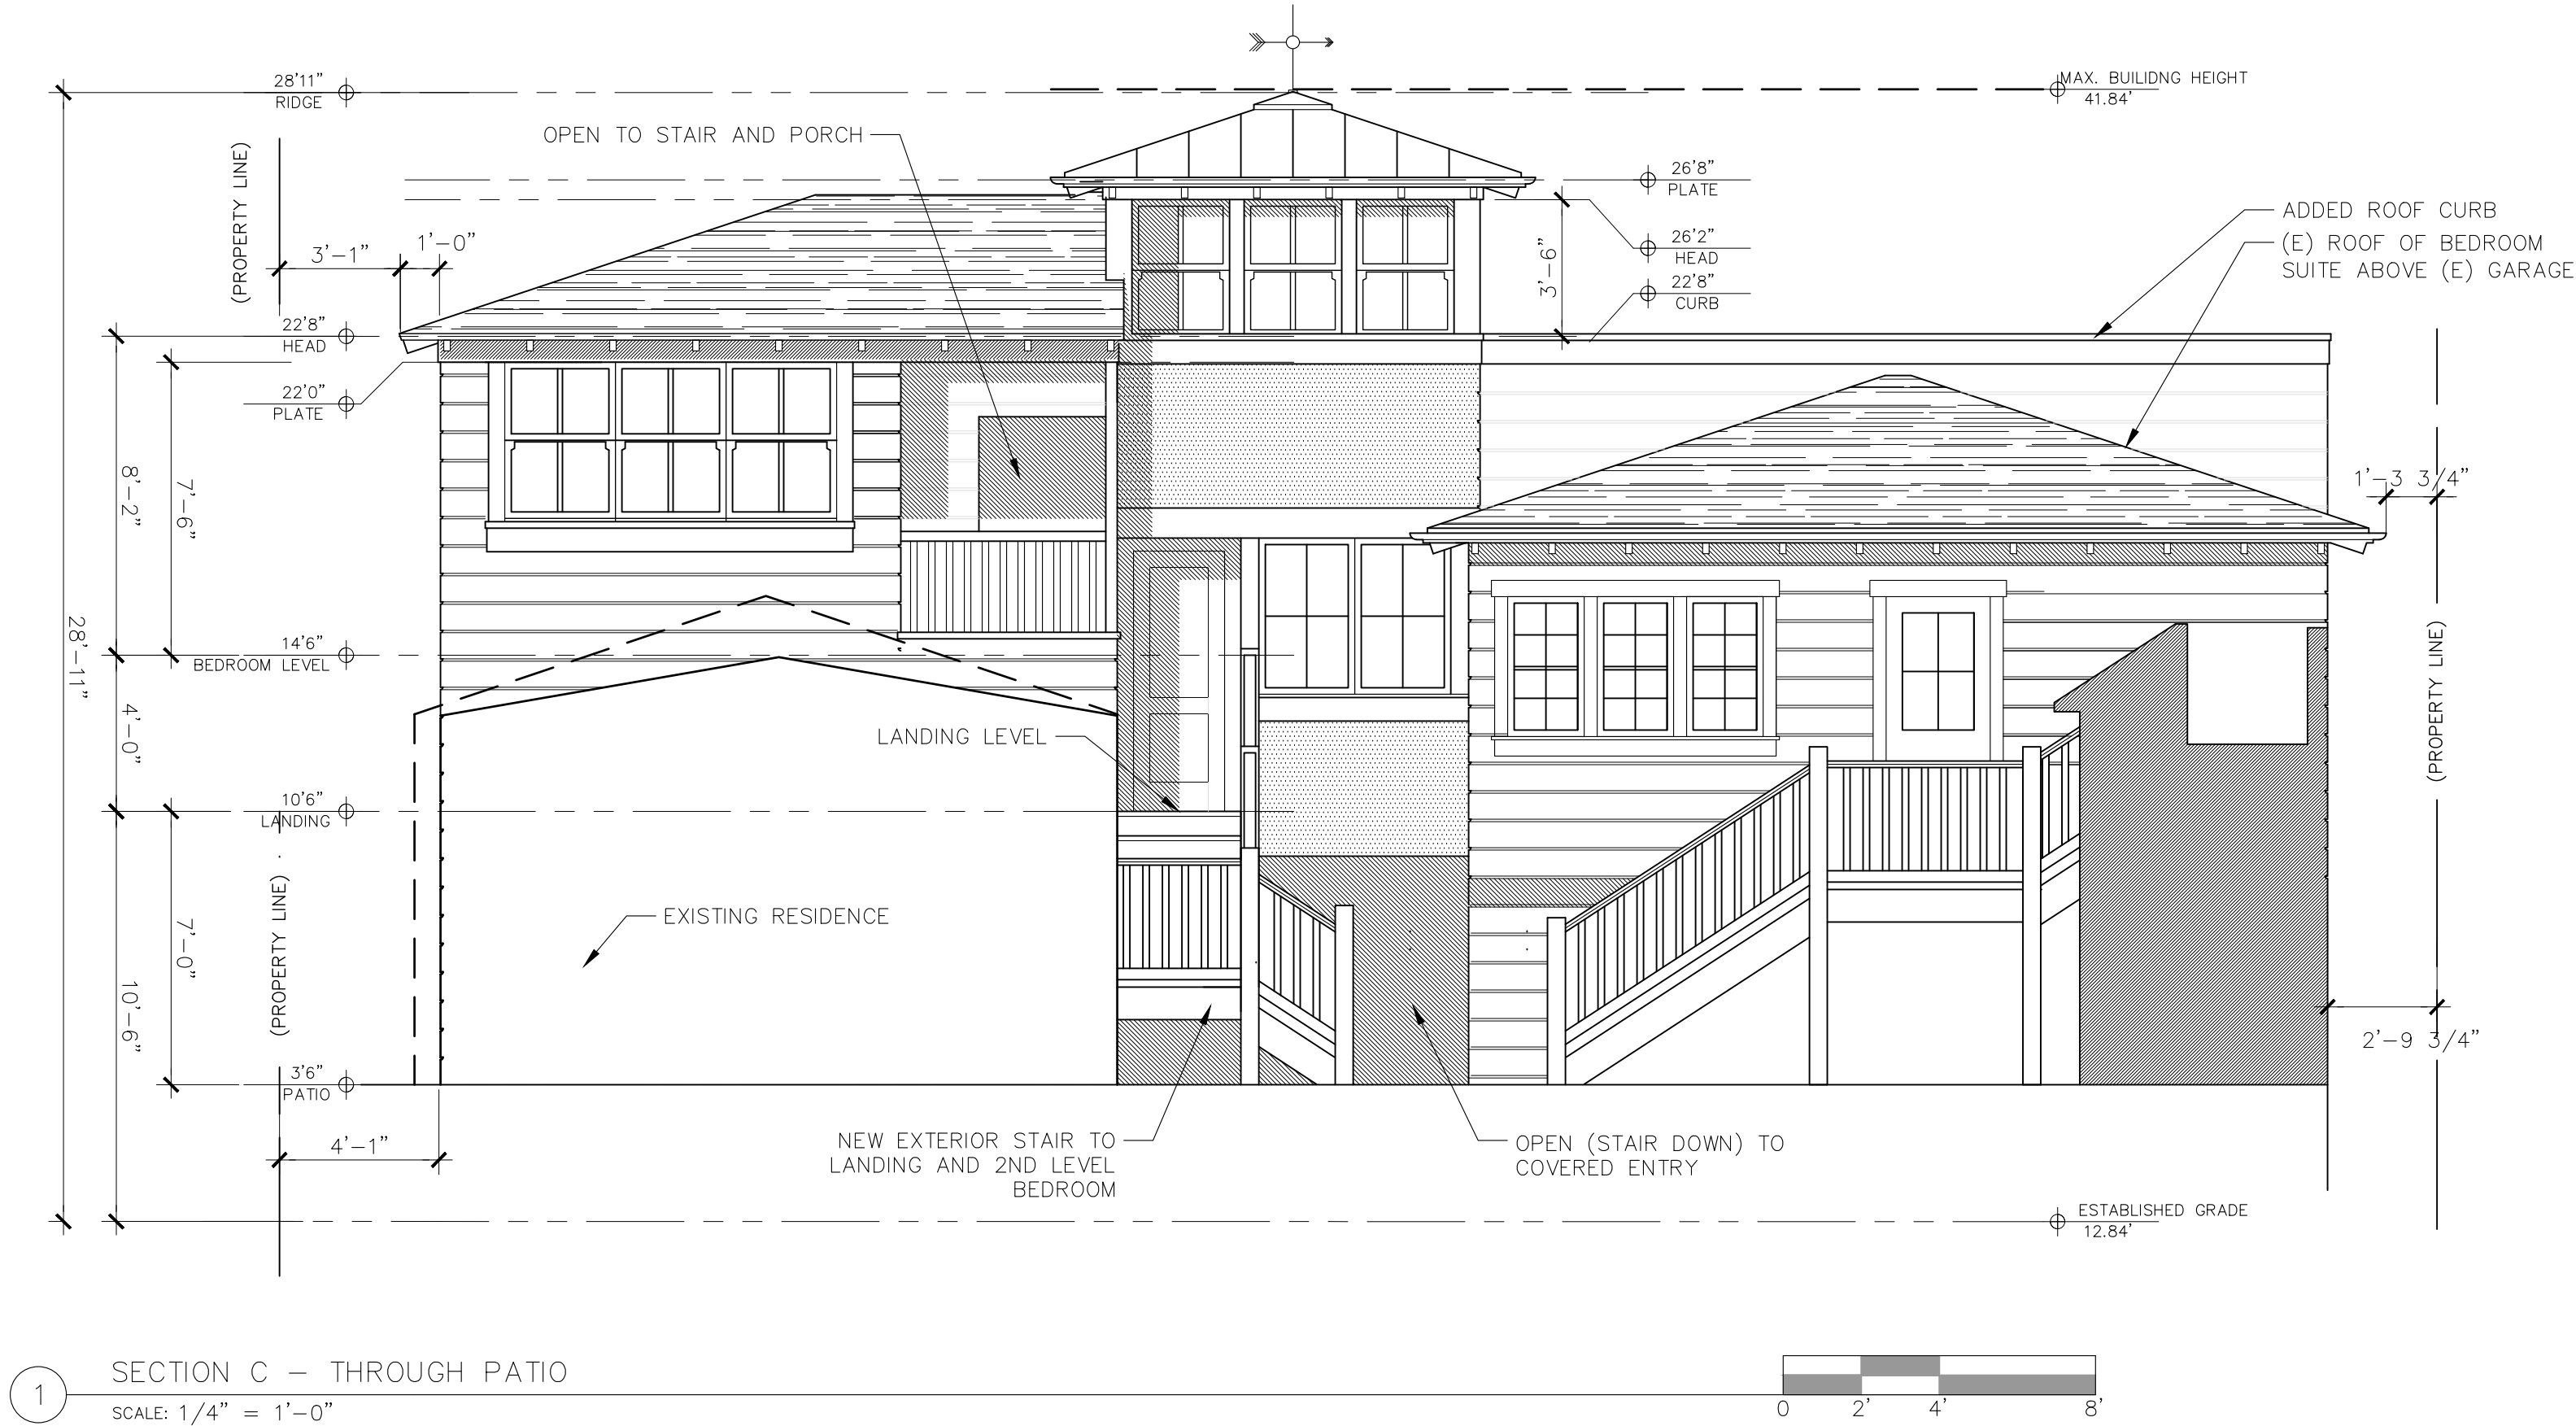 28'11"
RIDGE
MAX. BUILIDNG HEIGHT
41.84'
OPEN TO STAIR AND PORCH
(PROPERTY LINE)
26'8"
PLATE
3'-1"
1'-0"
26'2"
HEAD
3'-6"
22'8"
CURB
ADDED ROOF CURB
(E) ROOF OF BEDROOM
SUITE ABOVE (E) GARAGE
22'8"
HEAD
22'0"
PLATE
8'-2"
7'-6"
1'-3 3/4"
28'-11"
14'6"
BEDROOM LEVEL
4'-0"
LANDING LEVEL
(PROPERTY LINE)
10'6"
LANDING
(PROPERTY LINE)
7'-0"
10'-6"
EXISTING RESIDENCE
2'-9 3/4"
3'6"
PATIO
4'-1"
NEW EXTERIOR STAIR TO
LANDING AND 2ND LEVEL
BEDROOM
OPEN (STAIR DOWN) TO
COVERED ENTRY
ESTABLISHED GRADE
12.84'
1
SECTION C – THROUGH PATIO
SCALE: 1/4" = 1'-0"
0 2' 4' 8'